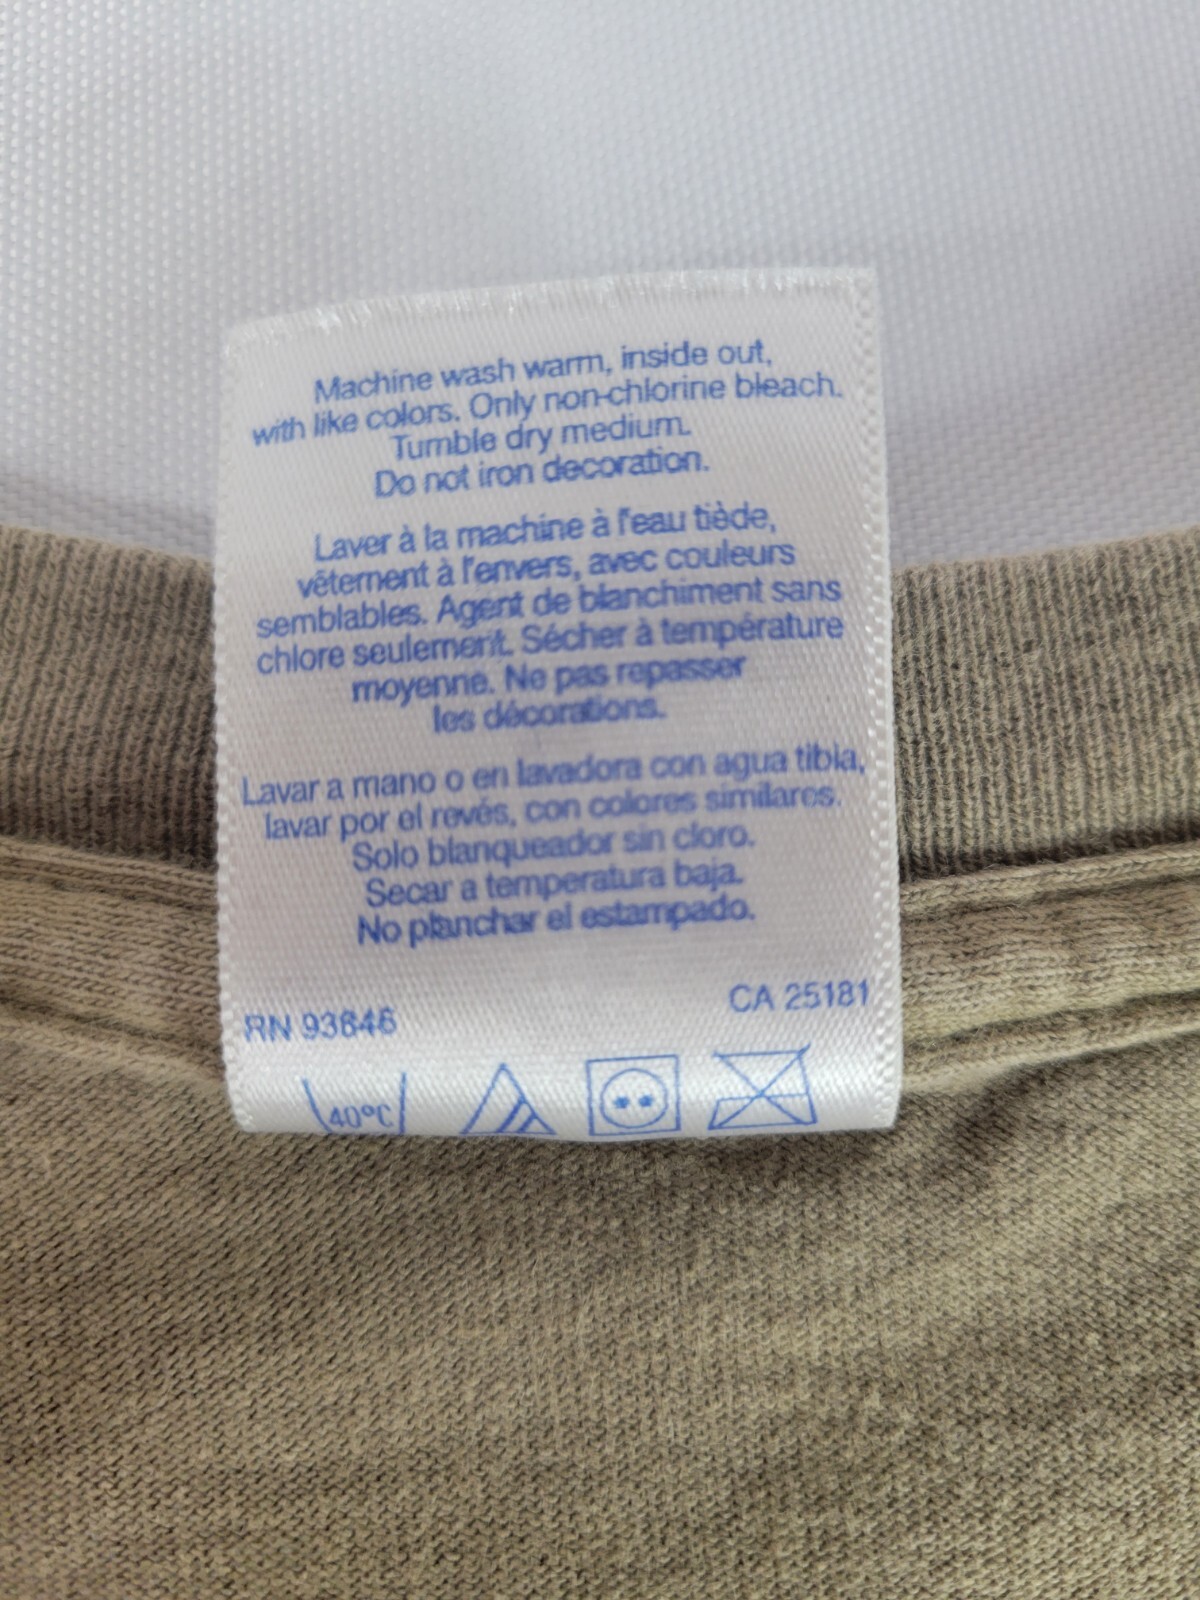 Machine wash warm, inside out,
with like colors. Only non-chlorine bleach.
Tumble dry medium.
Do not iron decoration.
Laver à la machine à l'eau tiède,
vêtement à l'envers, avec couleurs
semblables. Agent de blanchiment sans
chlore seulement. Sécher à température
moyenne. Ne pas repasser
les décorations.
Lavar a mano o en lavadora con agua tibia,
lavar por el revés, con colores similares.
Solo blanqueador sin cloro.
Secar a temperatura baja.
No planchar el estampado.
RN 93846 CA 25181
40°C